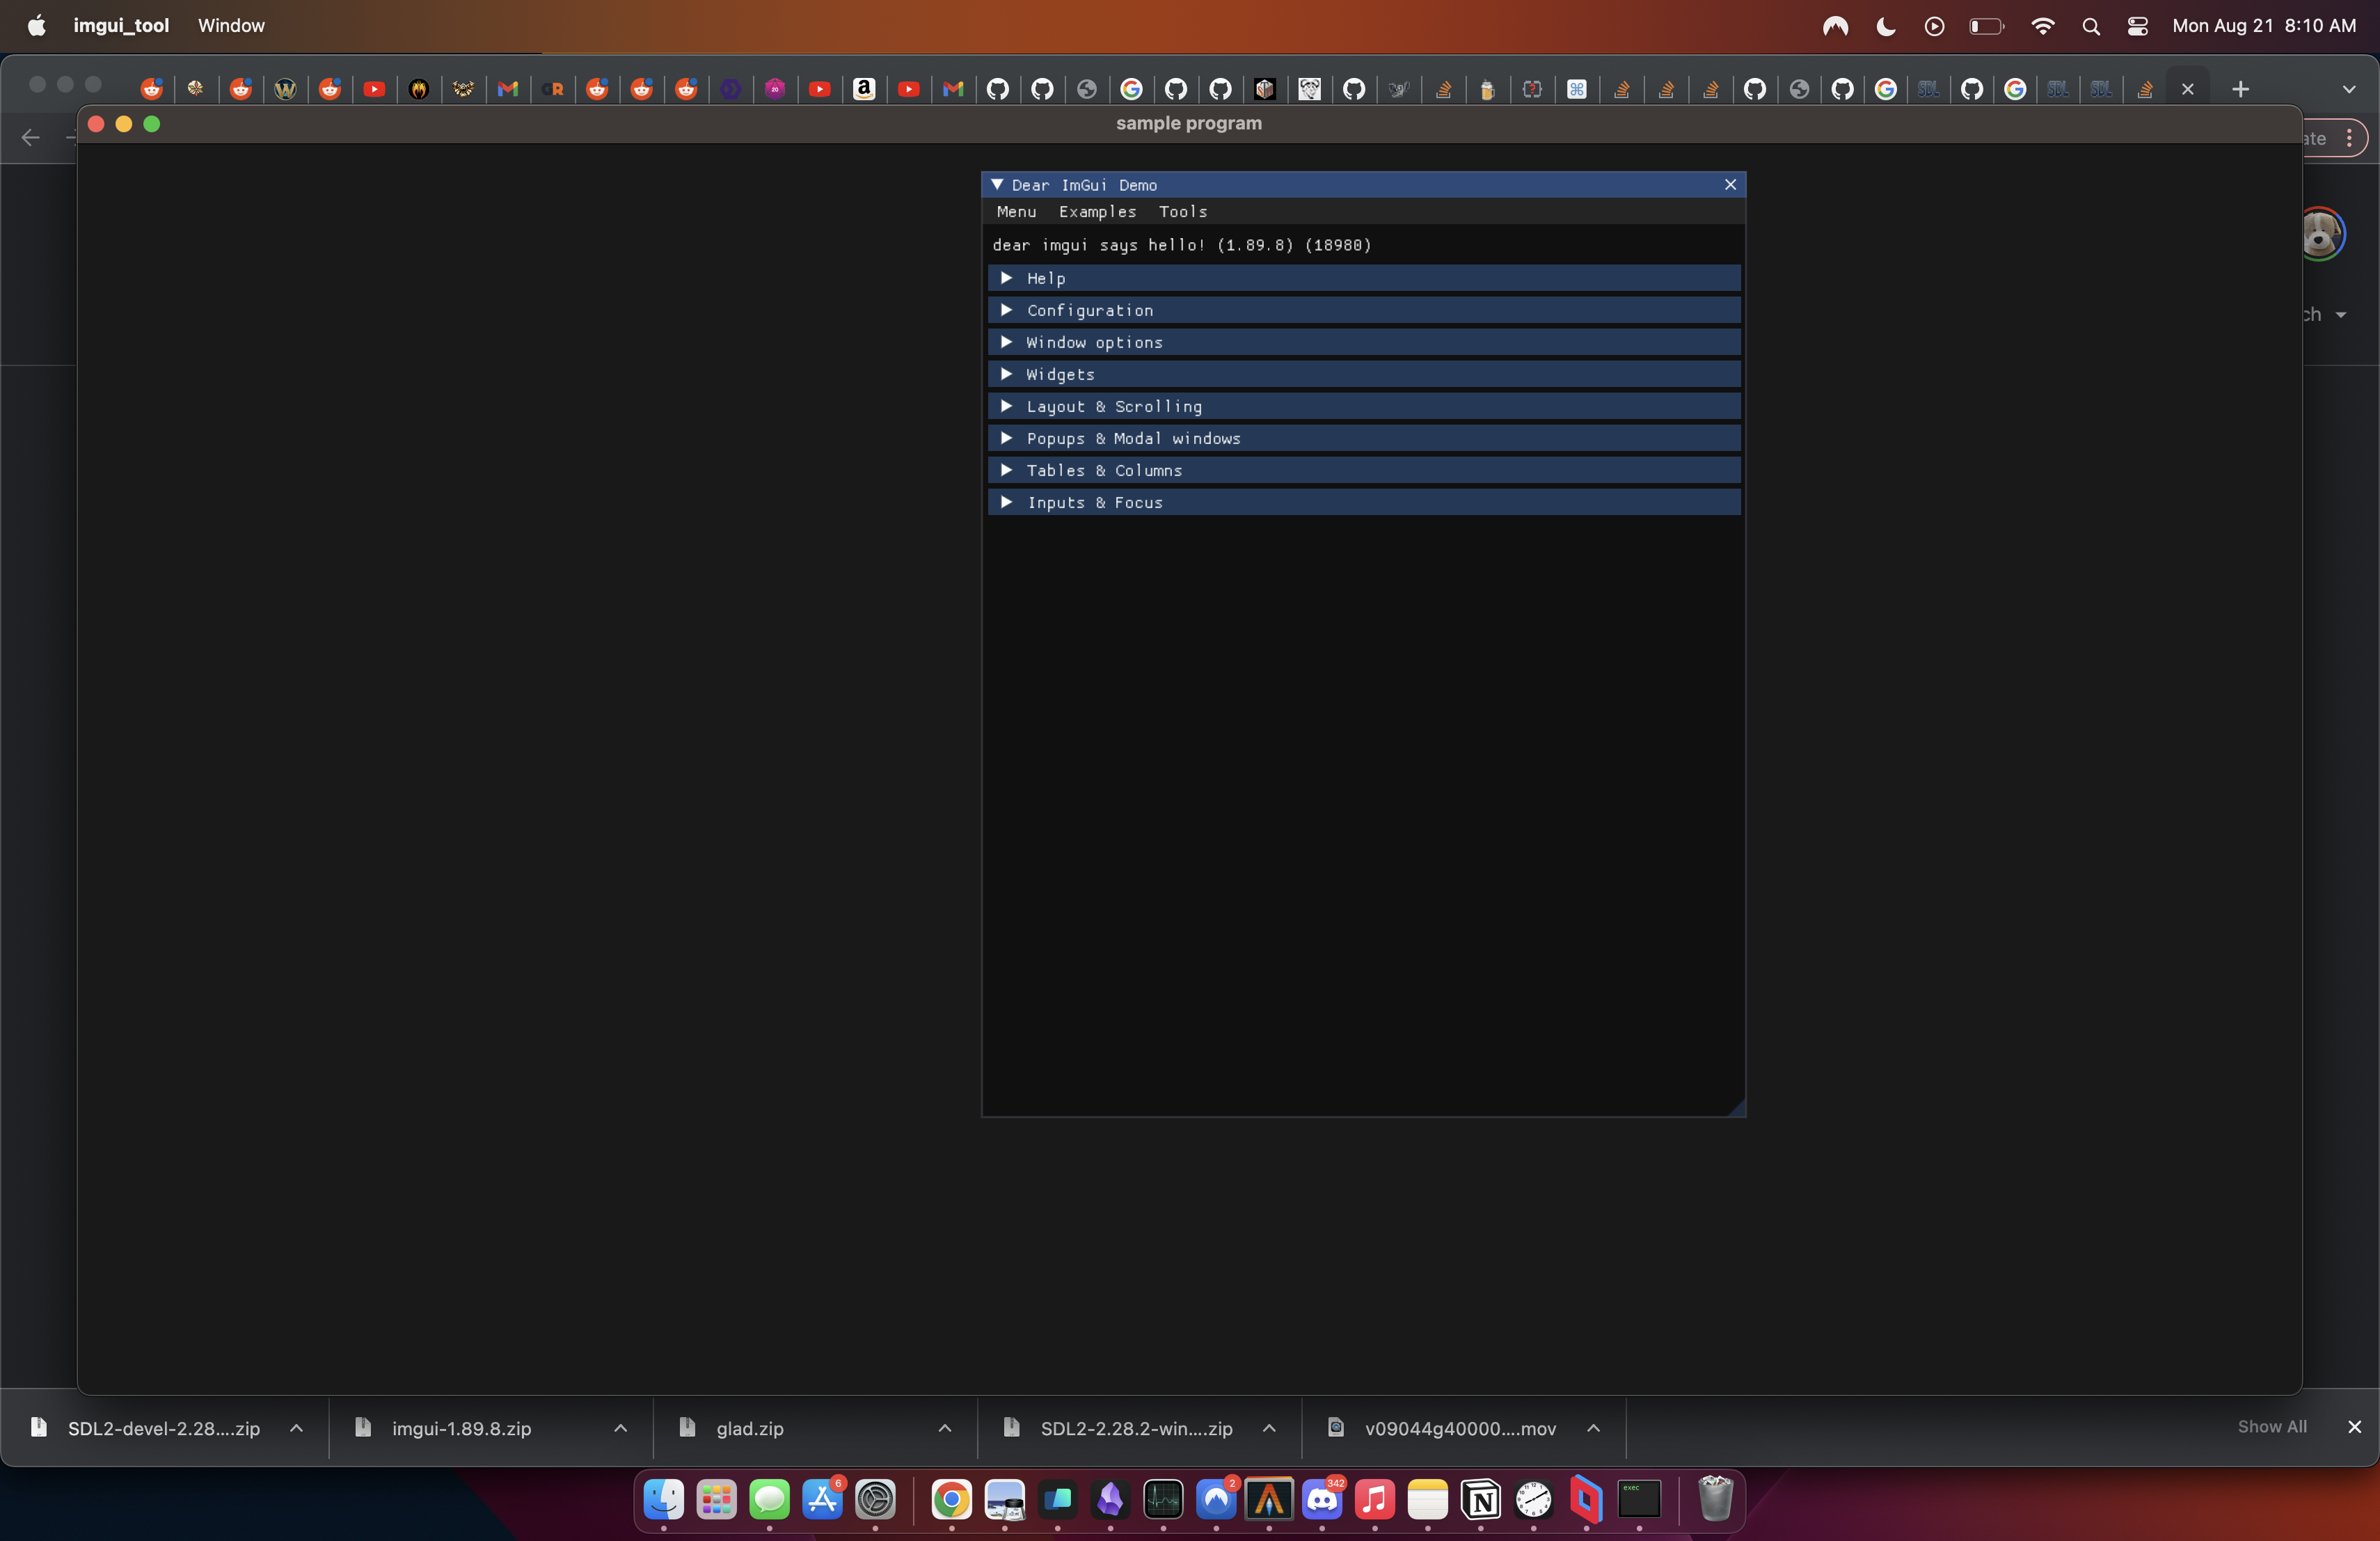 imgui_tool Window Mon Aug 21 8:10 AM
sample program
ate
Dear ImGui Demo
Menu Examples Tools
dear imgui says hello! (1.89.8) (18980)
Help
Configuration
ch
Window options
Widgets
Layout & Scrolling
Popups & Modal windows
Tables & Columns
Inputs & Focus
SDL2-devel-2.28....zip imgui-1.89.8.zip glad.zip SDL2-2.28.2-win....zip v09044g40000....mov Show All
6 2 342 exec